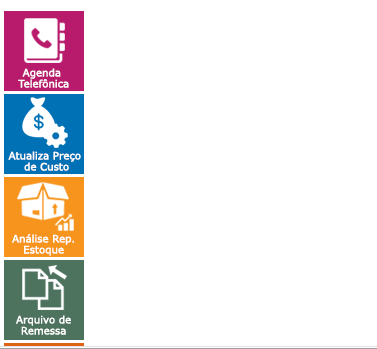 Agenda
Telefônica
$
Atualiza Preço
de Custo
Análise Rep.
Estoque
Arquivo de
Remessa